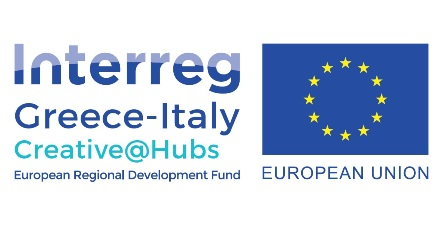 Interreg
Greece-Italy
Creative@Hubs
European Regional Development Fund
EUROPEAN UNION